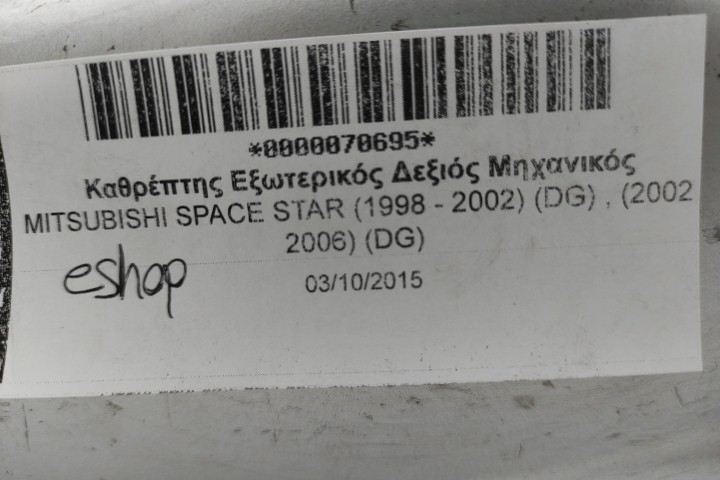 *0000070695*
Καθρέπτης Εξωτερικός Δεξιός Μηχανικός
MITSUBISHI SPACE STAR (1998 - 2002) (DG) , (2002
2006) (DG)
eshop
03/10/2015